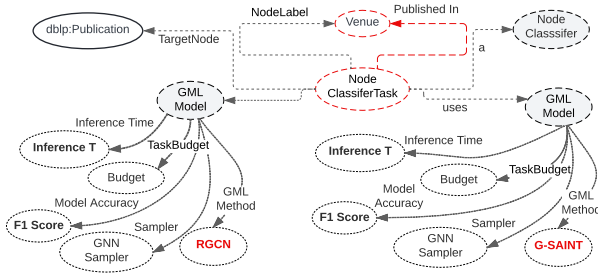 NodeLabel
Published In
dblp:Publication
Venue
Node
Classsifer
TargetNode
a
Node
ClassiferTask
GML
Model
uses
GML
Model
Inference Time
Inference T
TaskBudget
Budget
Model Accuracy
GML
Method
F1 Score
Sampler
GNN
Sampler
RGCN
Inference Time
Inference T
TaskBudget
Budget
Model
Accuracy
GML
Method
F1 Score
Sampler
GNN
Sampler
G-SAINT